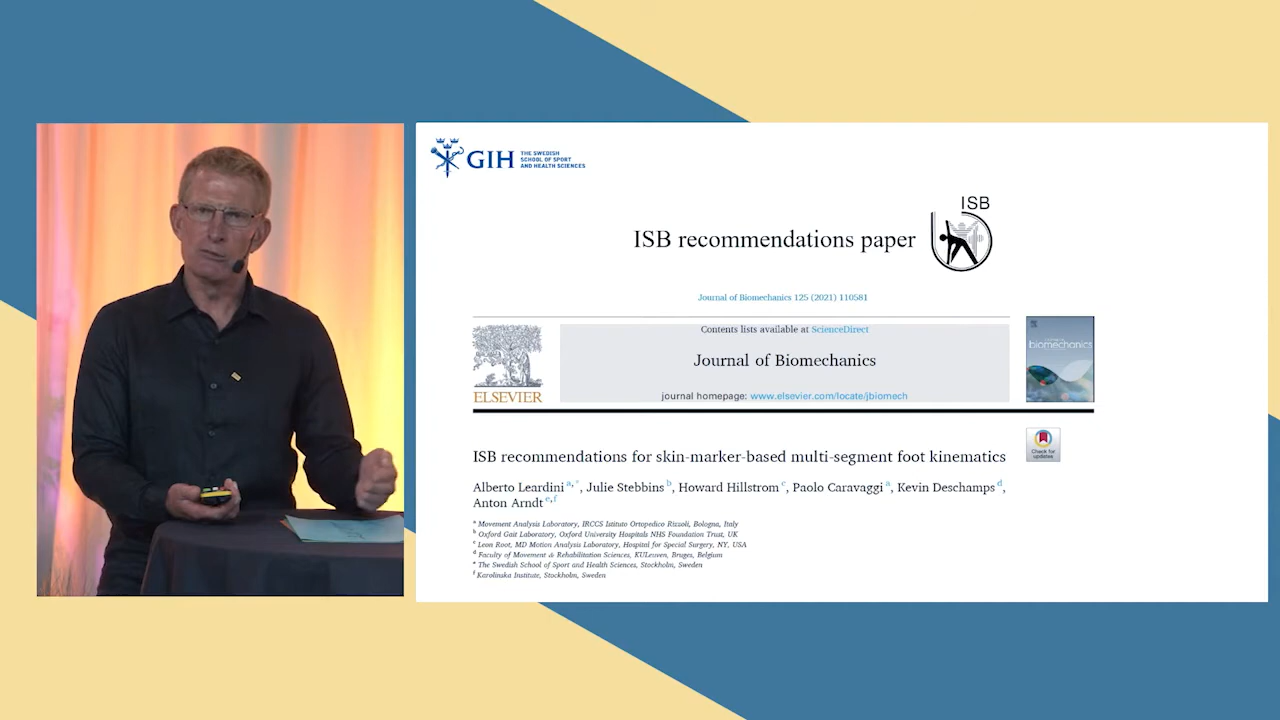 GIH
THE SWEDISH
SCHOOL OF SPORT
AND HEALTH SCIENCES
ISB
ISB recommendations paper
Journal of Biomechanics 125 (2021) 110581
Contents lists available at ScienceDirect
Journal of Biomechanics
journal homepage: www.elsevier.com/locate/jbiomech
ELSEVIER
biomechanics
Check for
updates
ISB recommendations for skin-marker-based multi-segment foot kinematics
Alberto Leardini a,*, Julie Stebbins b, Howard Hillstrom c, Paolo Caravaggi a, Kevin Deschamps d,
Anton Arndt e,f
a Movement Analysis Laboratory, IRCCS Istituto Ortopedico Rizzoli, Bologna, Italy
b Oxford Gait Laboratory, Oxford University Hospitals NHS Foundation Trust, UK
c Leon Root, MD Motion Analysis Laboratory, Hospital for Special Surgery, NY, USA
d Faculty of Movement & Rehabilitation Sciences, KULeuven, Bruges, Belgium
e The Swedish School of Sport and Health Sciences, Stockholm, Sweden
f Karolinska Institute, Stockholm, Sweden